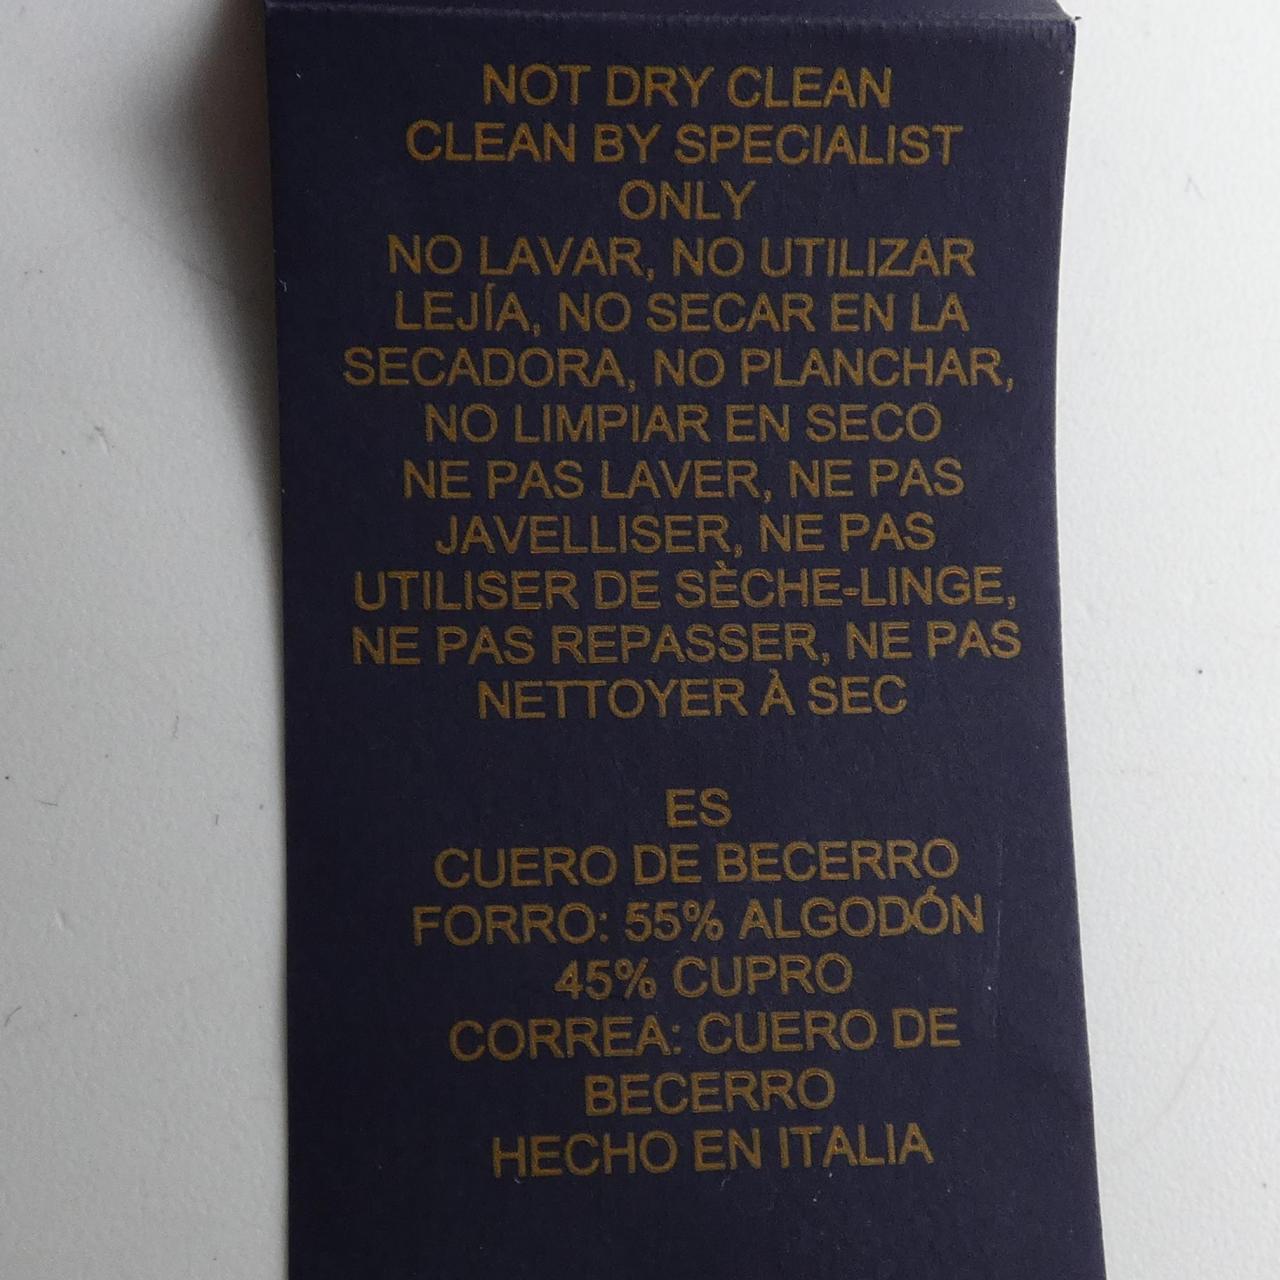 NOT DRY CLEAN
CLEAN BY SPECIALIST
ONLY
NO LAVAR, NO UTILIZAR
LEJÍA, NO SECAR EN LA
SECADORA, NO PLANCHAR,
NO LIMPIAR EN SECO
NE PAS LAVER, NE PAS
JAVELLISER, NE PAS
UTILISER DE SÈCHE-LINGE,
NE PAS REPASSER, NE PAS
NETTOYER À SEC
ES
CUERO DE BECERRO
FORRO: 55% ALGODÓN
45% CUPRO
CORREA: CUERO DE
BECERRO
HECHO EN ITALIA